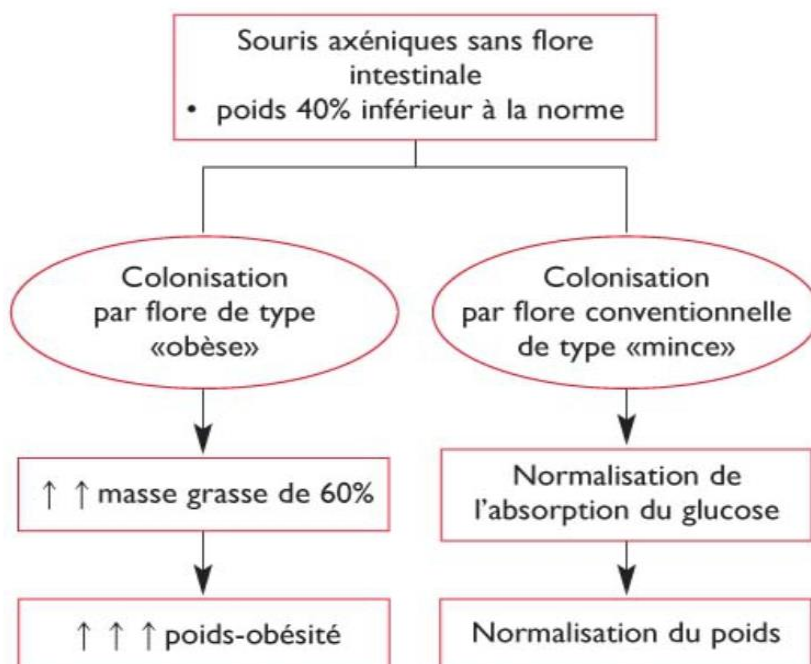 Souris axéniques sans flore
intestinale
• poids 40% inférieur à la norme
Colonisation
par flore de type
«obèse»
Colonisation
par flore conventionnelle
de type «mince»
↑ ↑ masse grasse de 60%
Normalisation de
l’absorption du glucose
↑ ↑ ↑ poids-obésité
Normalisation du poids